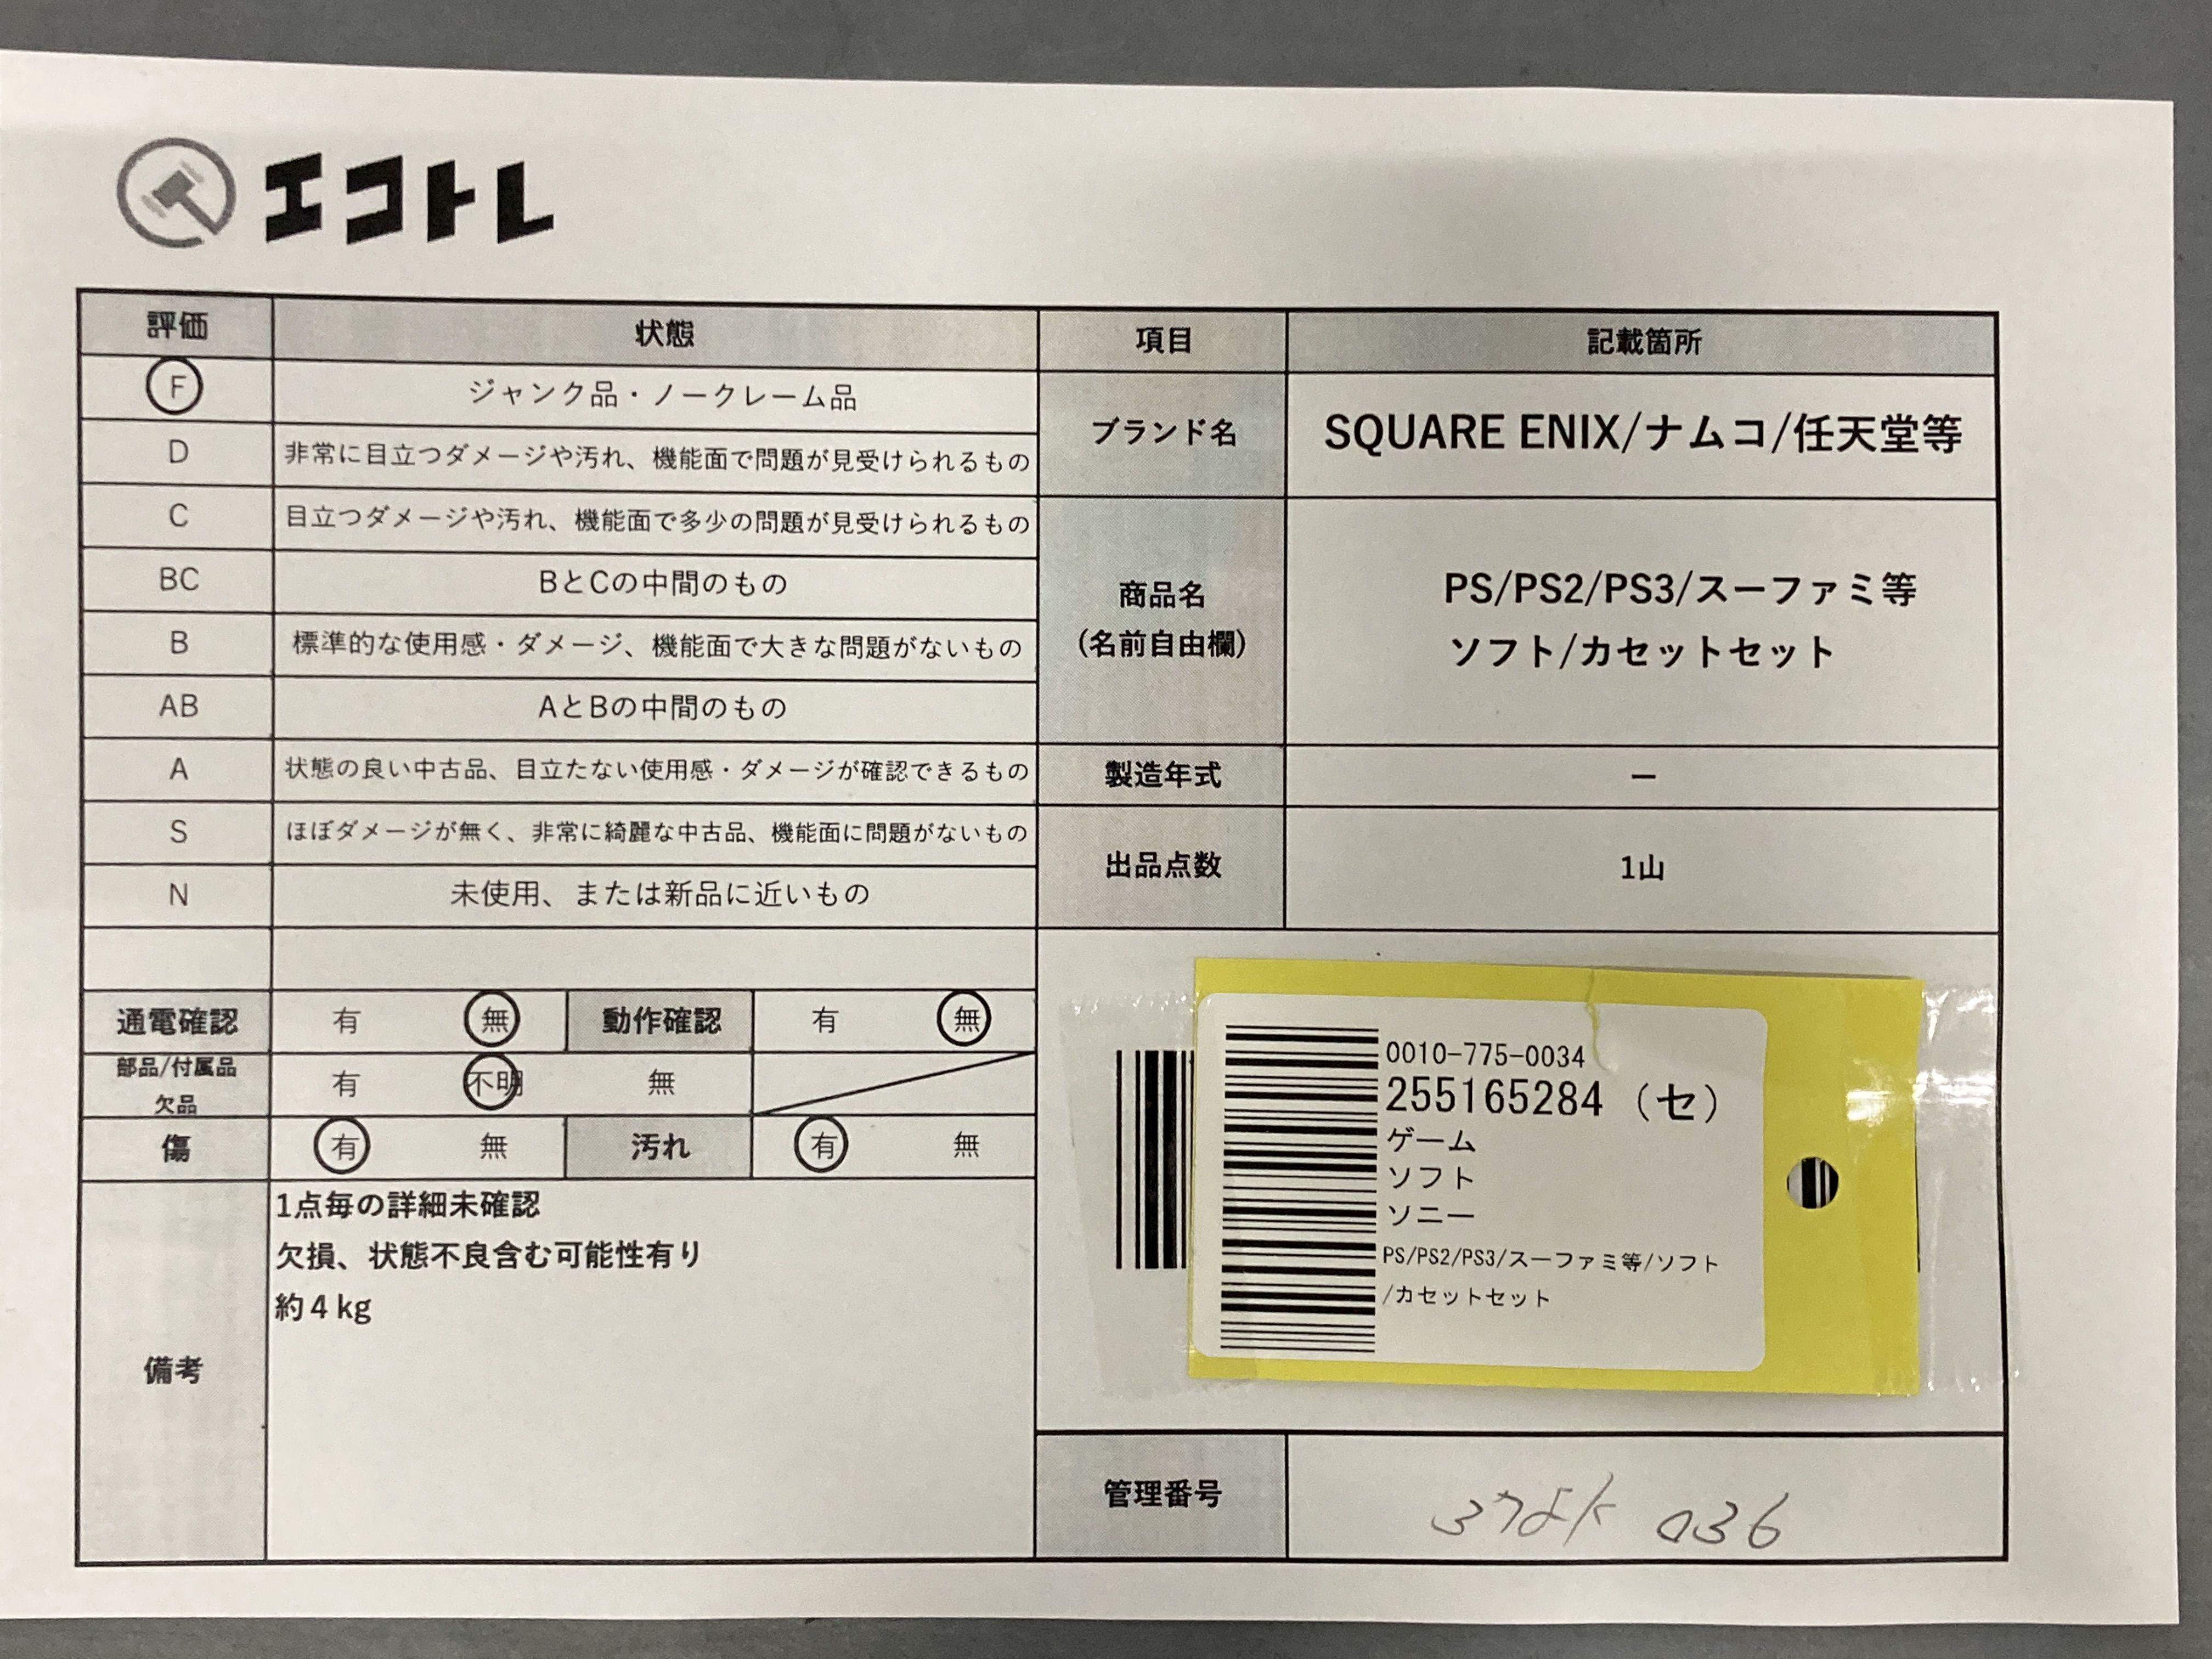 エコトレ
評価 状態 項目 記載箇所
F ジャンク品・ノークレーム品
D 非常に目立つダメージや汚れ、機能面で問題が見受けられるもの
C 目立つダメージや汚れ、機能面で多少の問題が見受けられるもの
BC BとCの中間のもの
B 標準的な使用感・ダメージ、機能面で大きな問題がないもの
AB AとBの中間のもの
A 状態の良い中古品、目立たない使用感・ダメージが確認できるもの
S ほぼダメージが無く、非常に綺麗な中古品、機能面に問題がないもの
N 未使用、または新品に近いもの
通電確認 有 無 動作確認 有 無
部品/付属品
欠品 有 不明 無
傷 有 無 汚れ 有 無
備考
1点毎の詳細未確認
欠損、状態不良含む可能性有り
約4kg
ブランド名 SQUARE ENIX/ナムコ/任天堂等
商品名
(名前自由欄)
PS/PS2/PS3/スーファミ等
ソフト/カセットセット
製造年式 ー
出品点数 1山
0010-775-0034
255165284 (セ)
ゲーム
ソフト
ソニー
PS/PS2/PS3/スーファミ等/ソフト
/カセットセット
管理番号 036